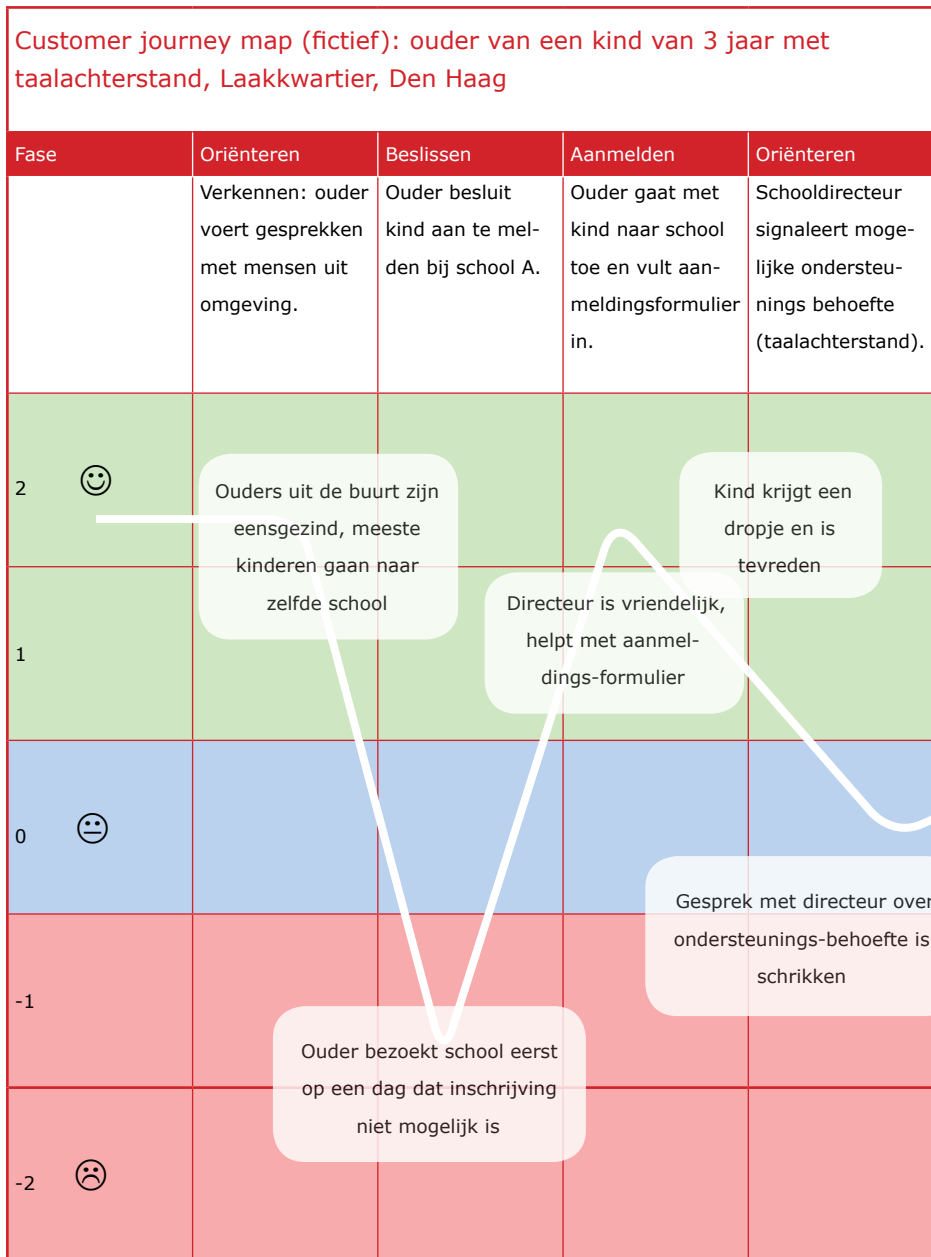 Customer journey map (fictief): ouder van een kind van 3 jaar met
taalachterstand, Laakkwartier, Den Haag
Fase
Oriënteren
Beslissen
Aanmelden
Oriënteren
Verkennen: ouder
voert gesprekken
met mensen uit
omgeving.
Ouder besluit
kind aan te mel-
den bij school A.
Ouder gaat met
kind naar school
toe en vult aan-
meldingsformulier
in.
Schooldirecteur
signaleert moge-
lijke ondersteu-
nings behoefte
(taalachterstand).
2
Ouders uit de buurt zijn
eensgezind, meeste
kinderen gaan naar
zelfde school
Kind krijgt een
dropje en is
tevreden
1
Directeur is vriendelijk,
helpt met aanmel-
dings-formulier
0
Gesprek met directeur over
ondersteunings-behoefte is
schrikken
-1
Ouder bezoekt school eerst
op een dag dat inschrijving
niet mogelijk is
-2